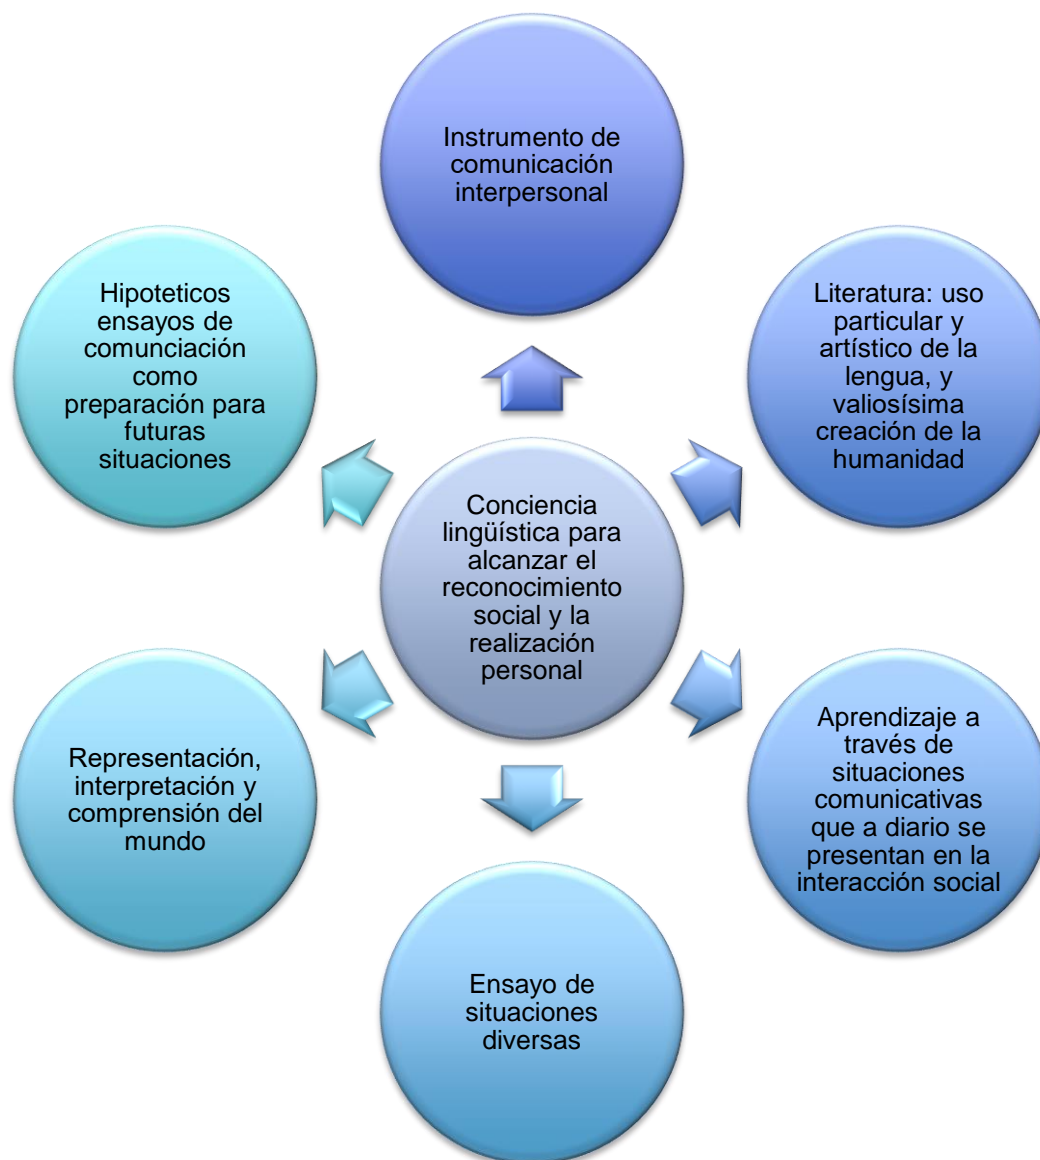 Instrumento de
comunicación
interpersonal
Literatura: uso
particular y
artístico de la
lengua, y
valiosísima
creación de la
humanidad
Aprendizaje a
través de
situaciones
comunicativas
que a diario se
presentan en la
interacción social
Ensayo de
situaciones
diversas
Representación,
interpretación y
comprensión del
mundo
Hipoteticos
ensayos de
comunciación
como
preparación para
futuras
situaciones
Conciencia
lingüística para
alcanzar el
reconocimiento
social y la
realización
personal